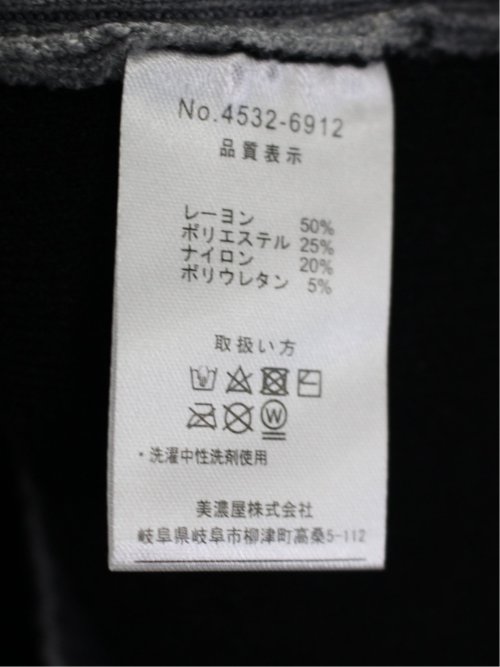 No.4532-6912
品質表示
レーヨン 50%
ポリエステル 25%
ナイロン 20%
ポリウレタン 5%
取扱い方
W
・洗濯中性洗剤使用
美濃屋株式会社
岐阜県岐阜市柳津町高桑5-112